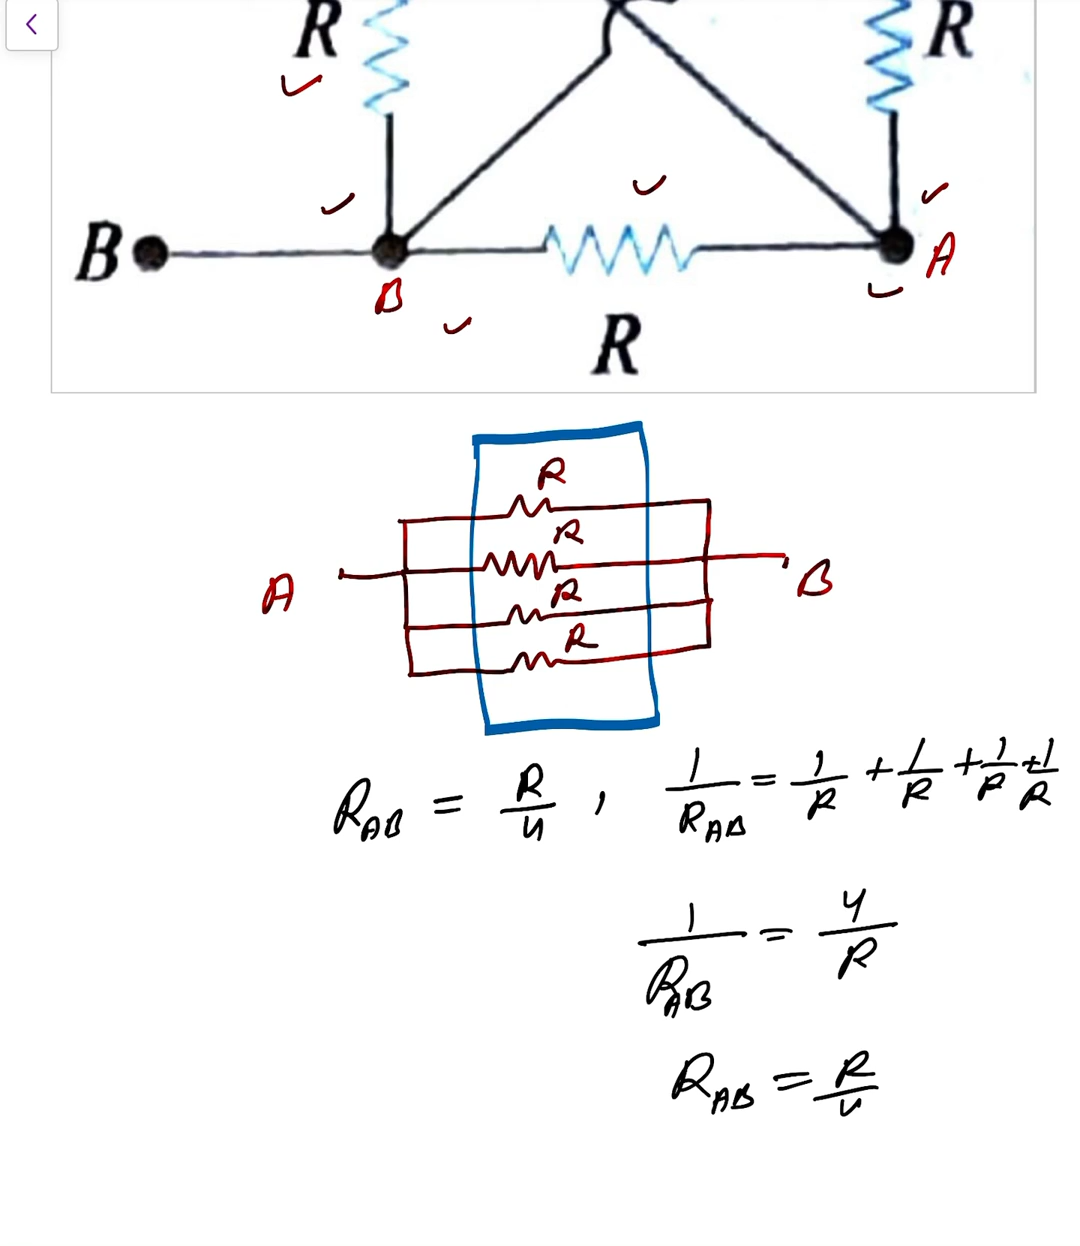 R R
B A
B
R
R
R
A R B
R
R_AB = R/4 , 1/R_AB = 1/R + 1/R + 1/R + 1/R
1/R_AB = 4/R
R_AB = R/4